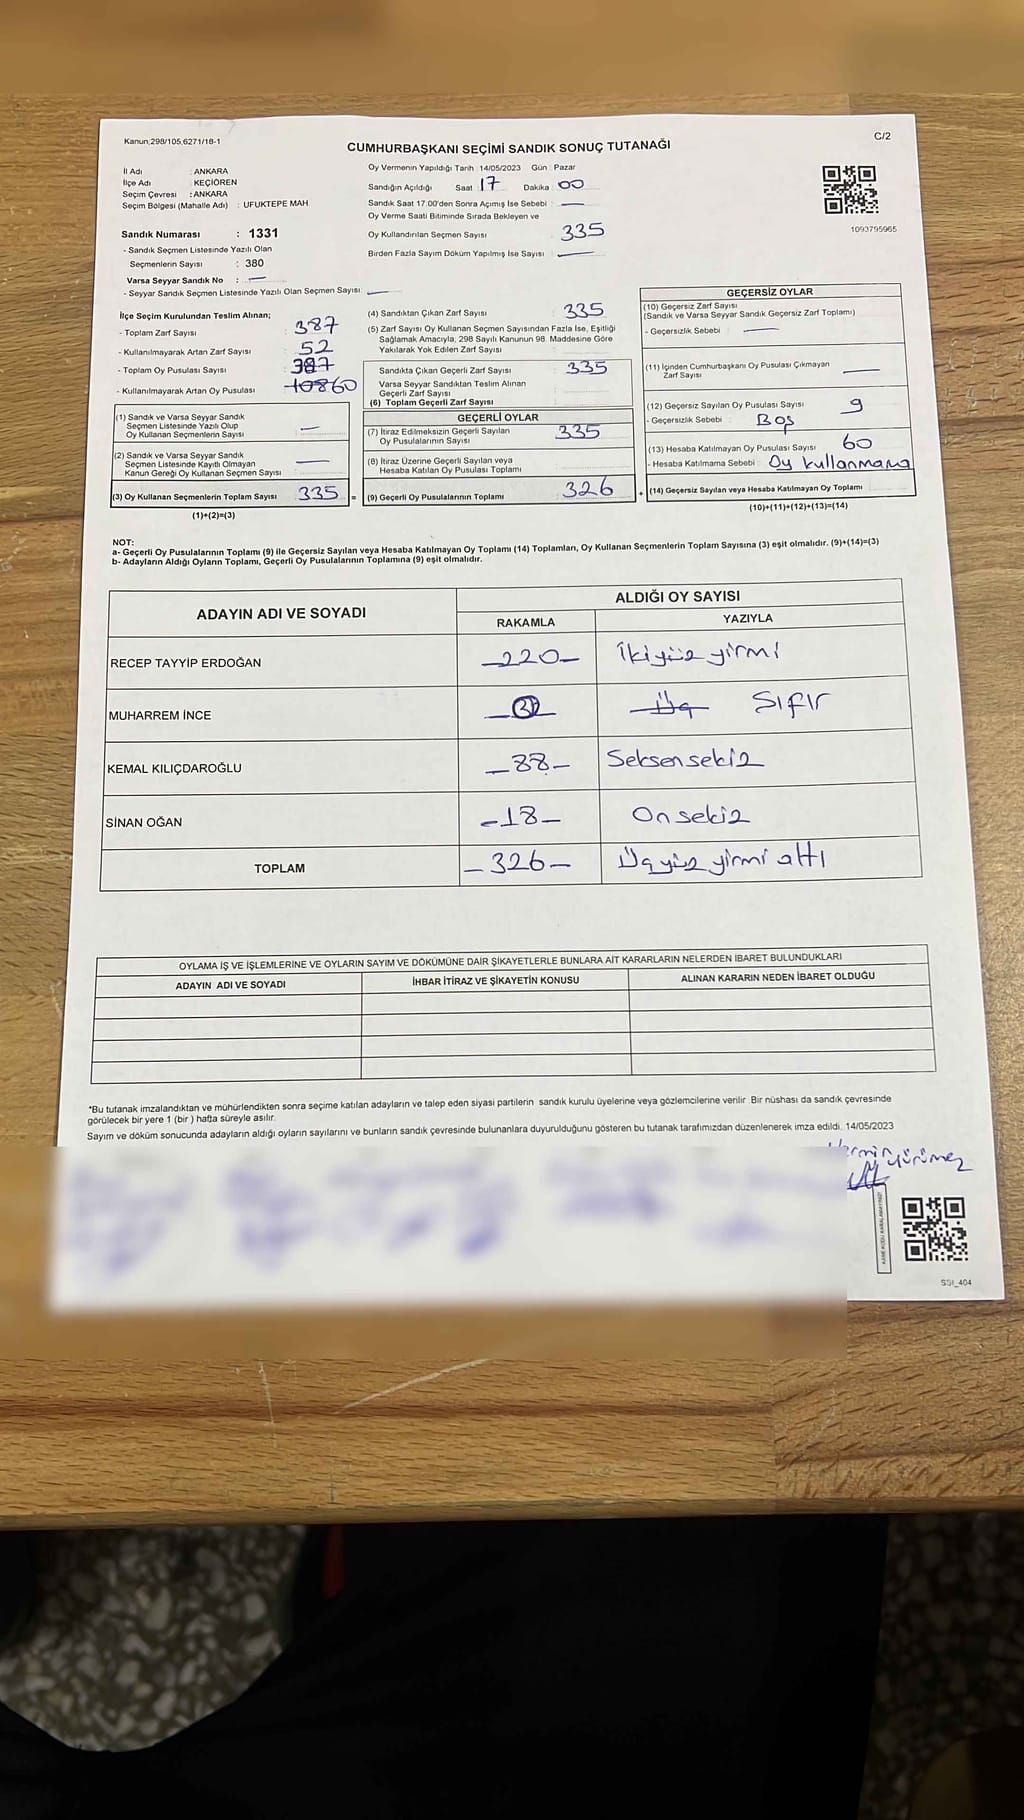 Kanun;298/105;6271/18-1
C/2
CUMHURBAŞKANI SEÇİMİ SANDIK SONUÇ TUTANAĞI
İl Adı : ANKARA
İlçe Adı : KEÇİÖREN
Seçim Çevresi : ANKARA
Seçim Bölgesi (Mahalle Adı) : UFUKTEPE MAH
Sandık Numarası : 1331
- Sandık Seçmen Listesinde Yazılı Olan
Seçmenlerin Sayısı : 380
Varsa Seyyar Sandık No : —
- Seyyar Sandık Seçmen Listesinde Yazılı Olan Seçmen Sayısı: —
Oy Vermenin Yapıldığı Tarih :14/05/2023 Gün : Pazar
Sandığın Açıldığı Saat 17 Dakika 00
Sandık Saat 17.00'den Sonra Açımış İse Sebebi : —
Oy Verme Saati Bitiminde Sırada Bekleyen ve
Oy Kullandırılan Seçmen Sayısı : 335
Birden Fazla Sayım Döküm Yapılmış İse Sayısı : —
1093795965
İlçe Seçim Kurulundan Teslim Alınan;
- Toplam Zarf Sayısı : 387
- Kullanılmayarak Artan Zarf Sayısı : 52
- Toplam Oy Pusulası Sayısı : 387
- Kullanılmayarak Artan Oy Pusulası : 60
(1) Sandık ve Varsa Seyyar Sandık
Seçmen Listesinde Yazılı Olup
Oy Kullanan Seçmenlerin Sayısı : —
(2) Sandık ve Varsa Seyyar Sandık
Seçmen Listesinde Kayıtlı Olmayan
Kanun Gereği Oy Kullanan Seçmen Sayısı : —
(3) Oy Kullanan Seçmenlerin Toplam Sayısı : 335 =
(1)+(2)=(3)
(4) Sandıktan Çıkan Zarf Sayısı : 335
(5) Zarf Sayısı Oy Kullanan Seçmen Sayısından Fazla İse, Eşitliği
Sağlamak Amacıyla, 298 Sayılı Kanunun 98. Maddesine Göre
Yakılarak Yok Edilen Zarf Sayısı :
Sandıkta Çıkan Geçerli Zarf Sayısı : 335
Varsa Seyyar Sandıktan Teslim Alınan
Geçerli Zarf Sayısı :
(6) Toplam Geçerli Zarf Sayısı :
GEÇERLİ OYLAR
(7) İtiraz Edilmeksizin Geçerli Sayılan
Oy Pusulalarının Sayısı : 335
(8) İtiraz Üzerine Geçerli Sayılan veya
Hesaba Katılan Oy Pusulası Toplamı :
(9) Geçerli Oy Pusulalarının Toplamı : 326 +
GEÇERSİZ OYLAR
(10) Geçersiz Zarf Sayısı
(Sandık ve Varsa Seyyar Sandık Geçersiz Zarf Toplamı)
- Geçersizlik Sebebi : —
(11) İçinden Cumhurbaşkanı Oy Pusulası Çıkmayan
Zarf Sayısı : —
(12) Geçersiz Sayılan Oy Pusulası Sayısı : 9
- Geçersizlik Sebebi : Boş
(13) Hesaba Katılmayan Oy Pusulası Sayısı : 60
- Hesaba Katılmama Sebebi : Oy kullanmama
(14) Geçersiz Sayılan veya Hesaba Katılmayan Oy Toplamı :
(10)+(11)+(12)+(13)=(14)
NOT:
a- Geçerli Oy Pusulalarının Toplamı (9) ile Geçersiz Sayılan veya Hesaba Katılmayan Oy Toplamı (14) Toplamları, Oy Kullanan Seçmenlerin Toplam Sayısına (3) eşit olmalıdır. (9)+(14)=(3)
b- Adayların Aldığı Oyların Toplamı, Geçerli Oy Pusulalarının Toplamına (9) eşit olmalıdır.
ADAYIN ADI VE SOYADI
ALDIĞI OY SAYISI
RAKAMLA YAZIYLA
RECEP TAYYİP ERDOĞAN —220— İkiyüz yirmi
MUHARREM İNCE Üç Sıfır
KEMAL KILIÇDAROĞLU —88— Seksensekiz
SİNAN OĞAN —18— Onsekiz
TOPLAM —326— Üçyüz yirmi altı
OYLAMA İŞ VE İŞLEMLERİNE VE OYLARIN SAYIM VE DÖKÜMÜNE DAİR ŞİKAYETLERLE BUNLARA AİT KARARLARIN NELERDEN İBARET BULUNDUKLARI
ADAYIN ADI VE SOYADI İHBAR İTİRAZ VE ŞİKAYETİN KONUSU ALINAN KARARIN NEDEN İBARET OLDUĞU
*Bu tutanak imzalandıktan ve mühürlendikten sonra seçime katılan adayların ve talep eden siyasi partilerin sandık kurulu üyelerine veya gözlemcilerine verilir. Bir nüshası da sandık çevresinde
görülecek bir yere 1 (bir ) hafta süreyle asılır.
Sayım ve döküm sonucunda adayların aldığı oyların sayılarını ve bunların sandık çevresinde bulunanlara duyurulduğunu gösteren bu tutanak tarafımızdan düzenlenerek imza edildi. 14/05/2023
Yürümez
SSI_404